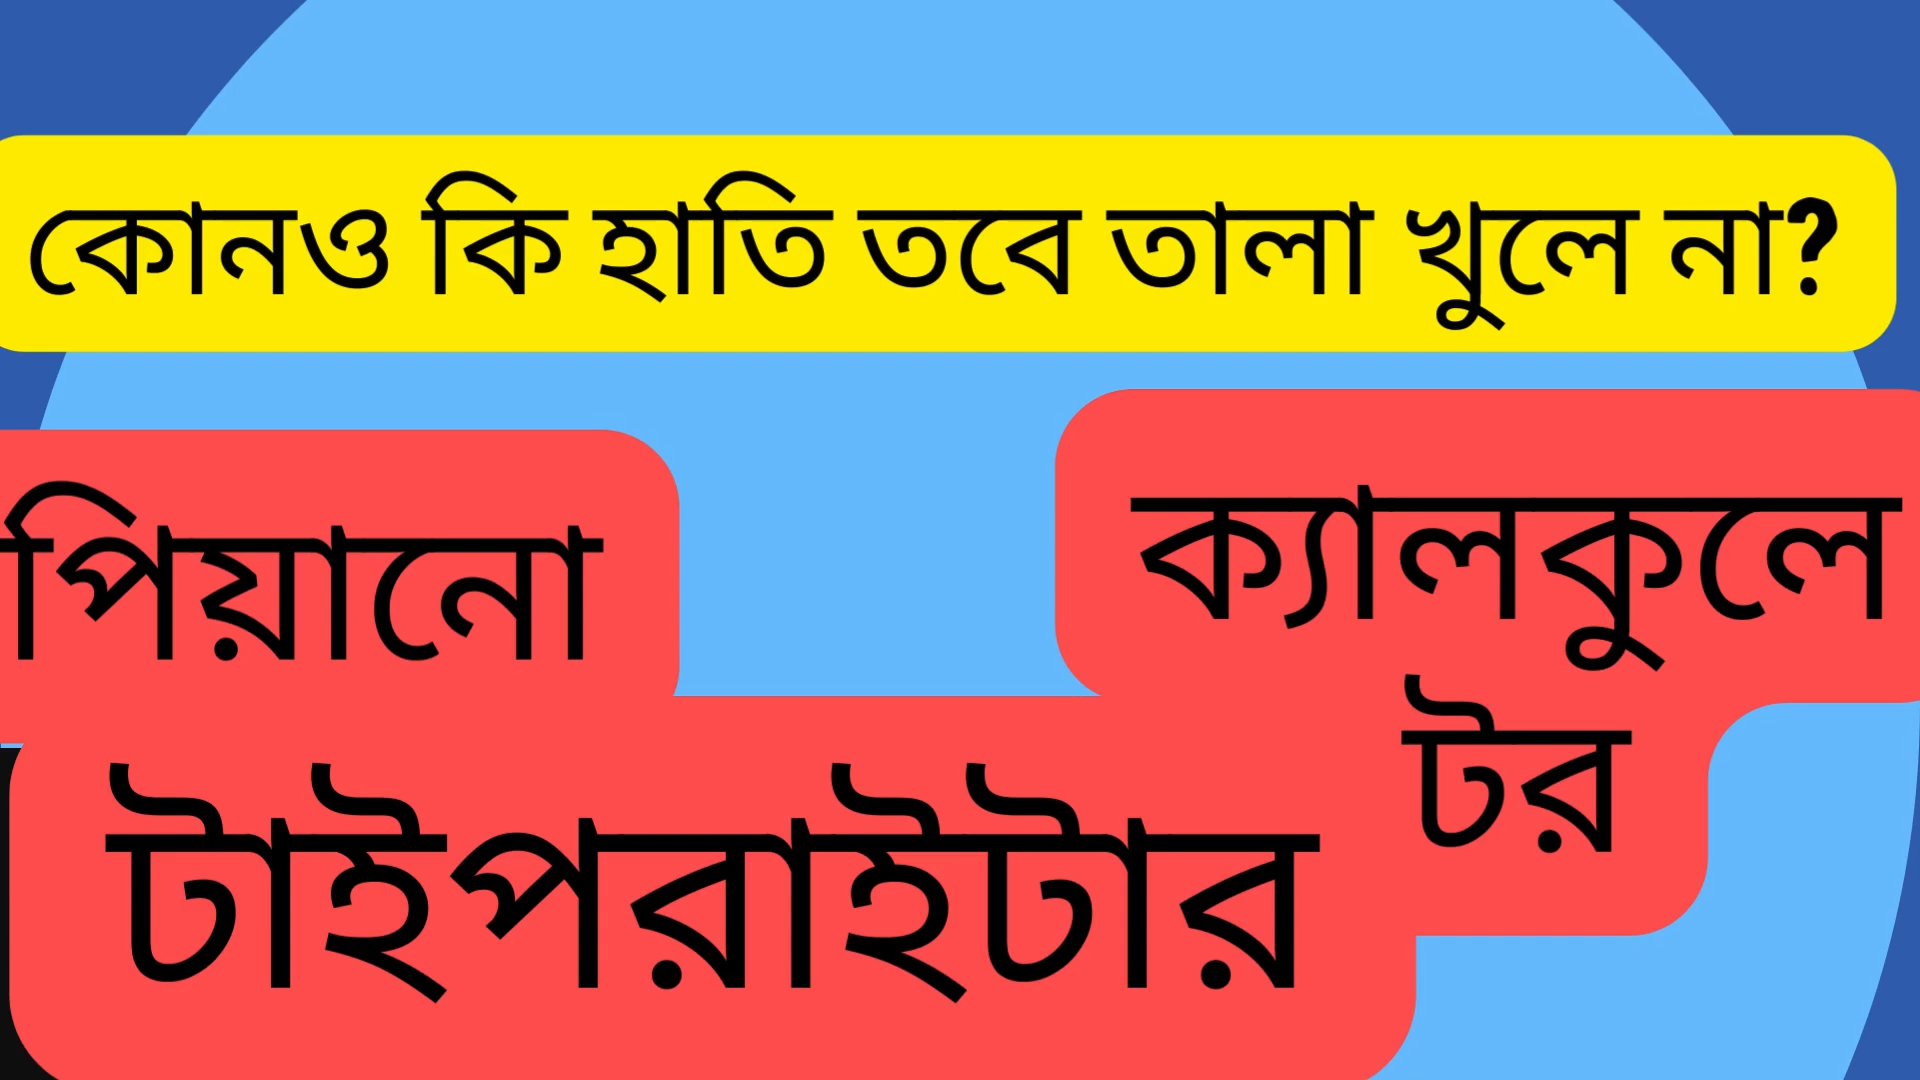 কোনও কি হাতি তবে তালা খুলে না?
পিয়ানো
ক্যালকুলে
টর
টাইপরাইটার